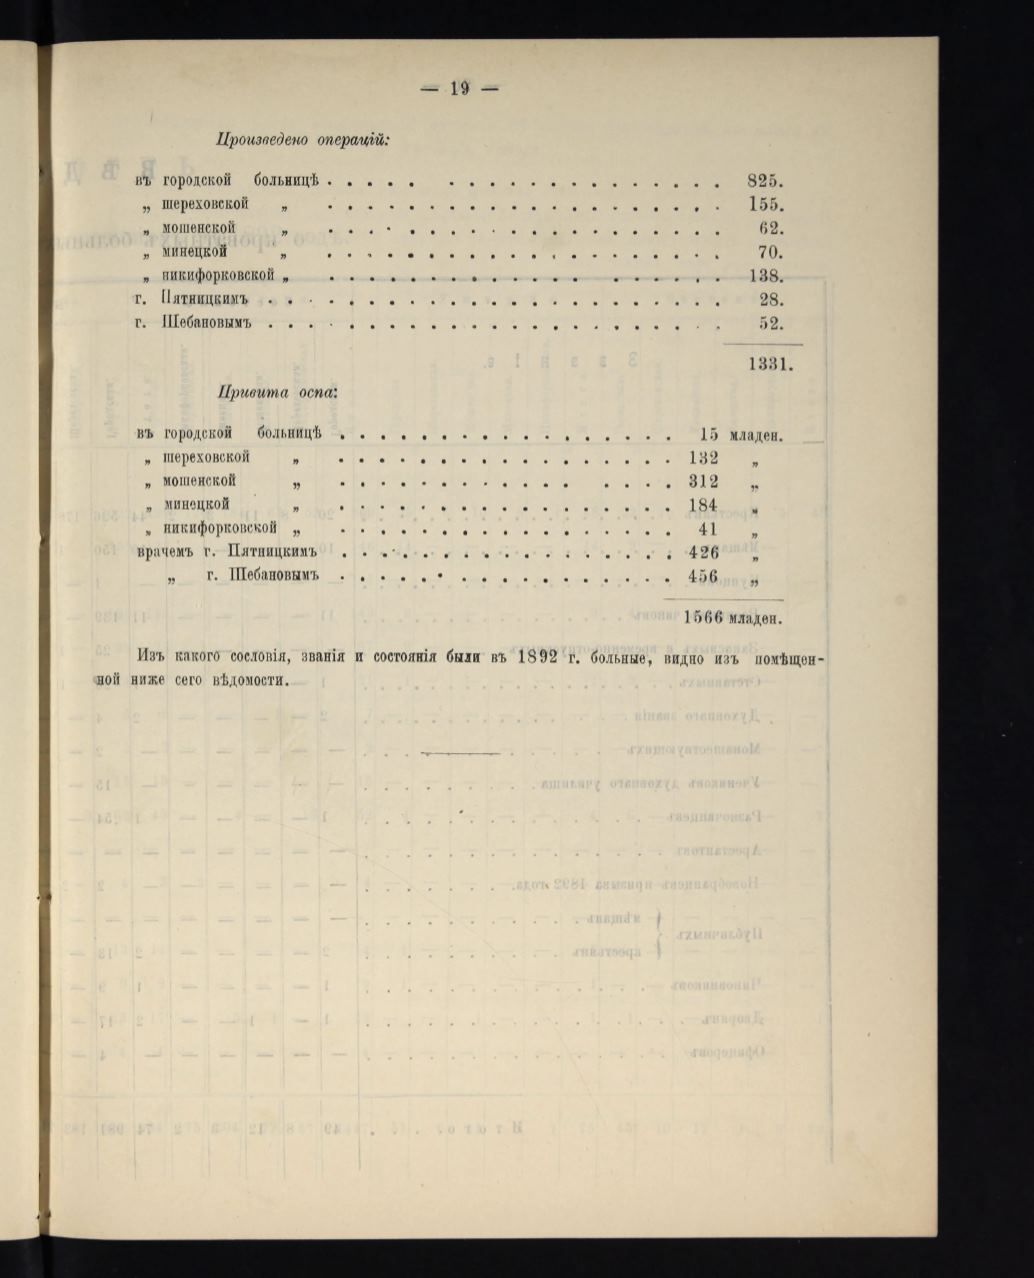 — 19 —
Произведено операцій:
въ городской больницѣ . . . . . . . . . . . . . . . . . . . 825.
„ шереховской „ . . . . . . . . . . . . . . . . . . . . 155.
„ мошенской „ . . . . . . . . . . . . . . . . . . . . 62.
„ минецкой „ . . . . . . . . . . . . . . . . . . . . 70.
„ никифорковской „ . . . . . . . . . . . . . . . . . . . 138.
г. Пятницкимъ . . . . . . . . . . . . . . . . . . . . . . . 28.
г. Шебановымъ . . . . . . . . . . . . . . . . . . . . . . . 52.
1331.
Привита оспа:
въ городской больницѣ . . . . . . . . . . . . . . . . . 15 младен.
„ шереховской „ . . . . . . . . . . . . . . . . . 132 „
„ мошенской „ . . . . . . . . . . . . . . . . 312 „
„ минецкой „ . . . . . . . . . . . . . . . . . 184 „
„ никифорковской „ . . . . . . . . . . . . . . . . . 41 „
врачемъ г. Пятницкимъ . . . . . . . . . . . . . . . . . 426 „
„ г. Шебановымъ . . . . . . . . . . . . . . . . . 456 „
1566 младен.
Изъ какого сословія, званія и состоянія были въ 1892 г. больные, видно изъ помѣщен-
ной ниже сего вѣдомости.